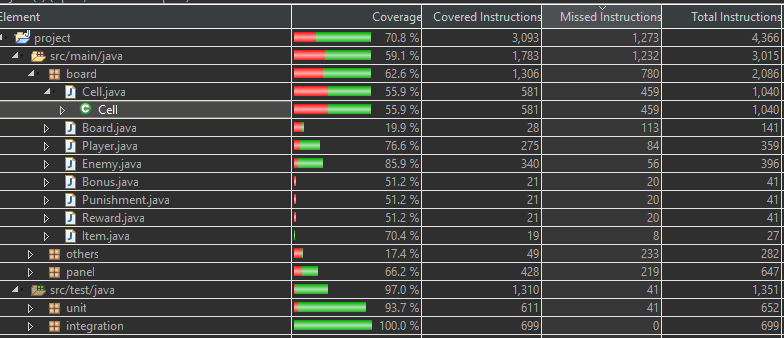 Element Coverage Covered Instructions Missed Instructions Total Instructions
project 70.8 % 3,093 1,273 4,366
src/main/java 59.1 % 1,783 1,232 3,015
board 62.6 % 1,306 780 2,086
Cell.java 55.9 % 581 459 1,040
Cell 55.9 % 581 459 1,040
Board.java 19.9 % 28 113 141
Player.java 76.6 % 275 84 359
Enemy.java 85.9 % 340 56 396
Bonus.java 51.2 % 21 20 41
Punishment.java 51.2 % 21 20 41
Reward.java 51.2 % 21 20 41
Item.java 70.4 % 19 8 27
others 17.4 % 49 233 282
panel 66.2 % 428 219 647
src/test/java 97.0 % 1,310 41 1,351
unit 93.7 % 611 41 652
integration 100.0 % 699 0 699